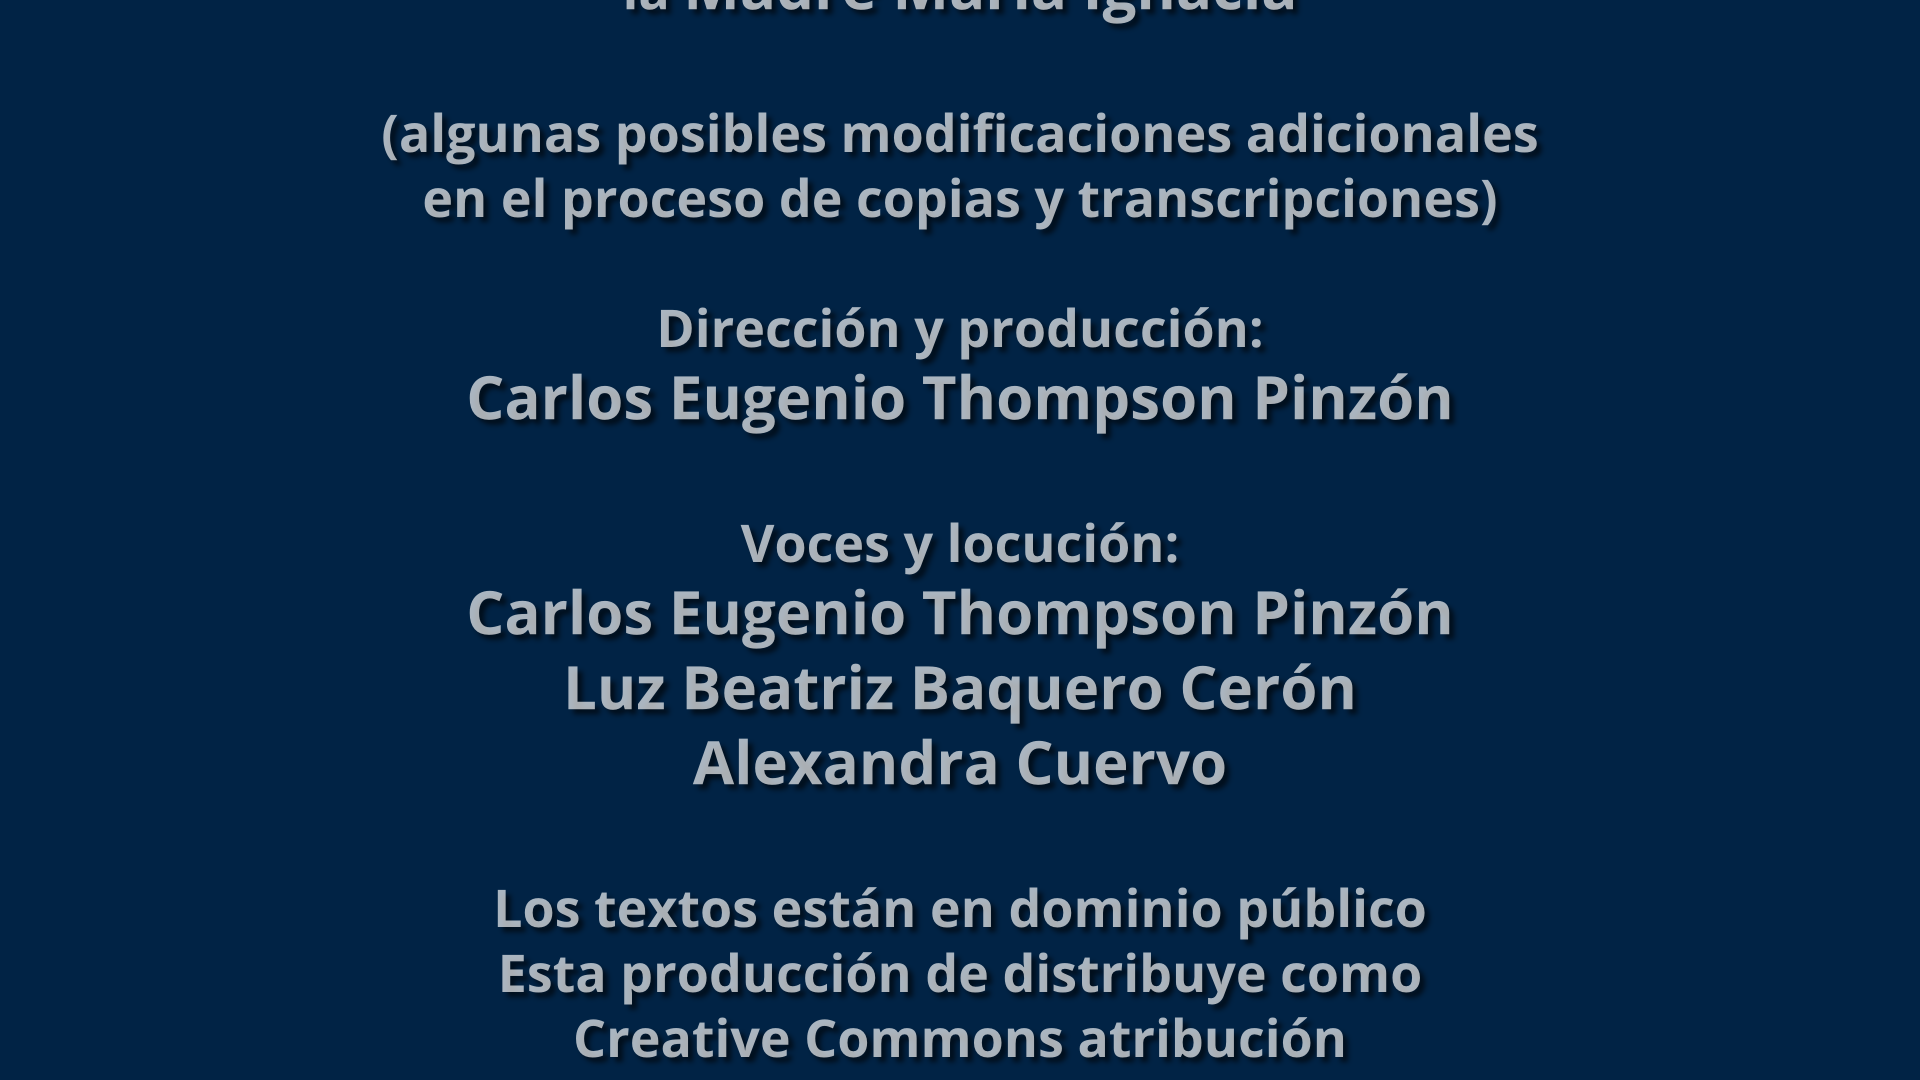 la Madre María Ignacia
(algunas posibles modificaciones adicionales
en el proceso de copias y transcripciones)
Dirección y producción:
Carlos Eugenio Thompson Pinzón
Voces y locución:
Carlos Eugenio Thompson Pinzón
Luz Beatriz Baquero Cerón
Alexandra Cuervo
Los textos están en dominio público
Esta producción de distribuye como
Creative Commons atribución